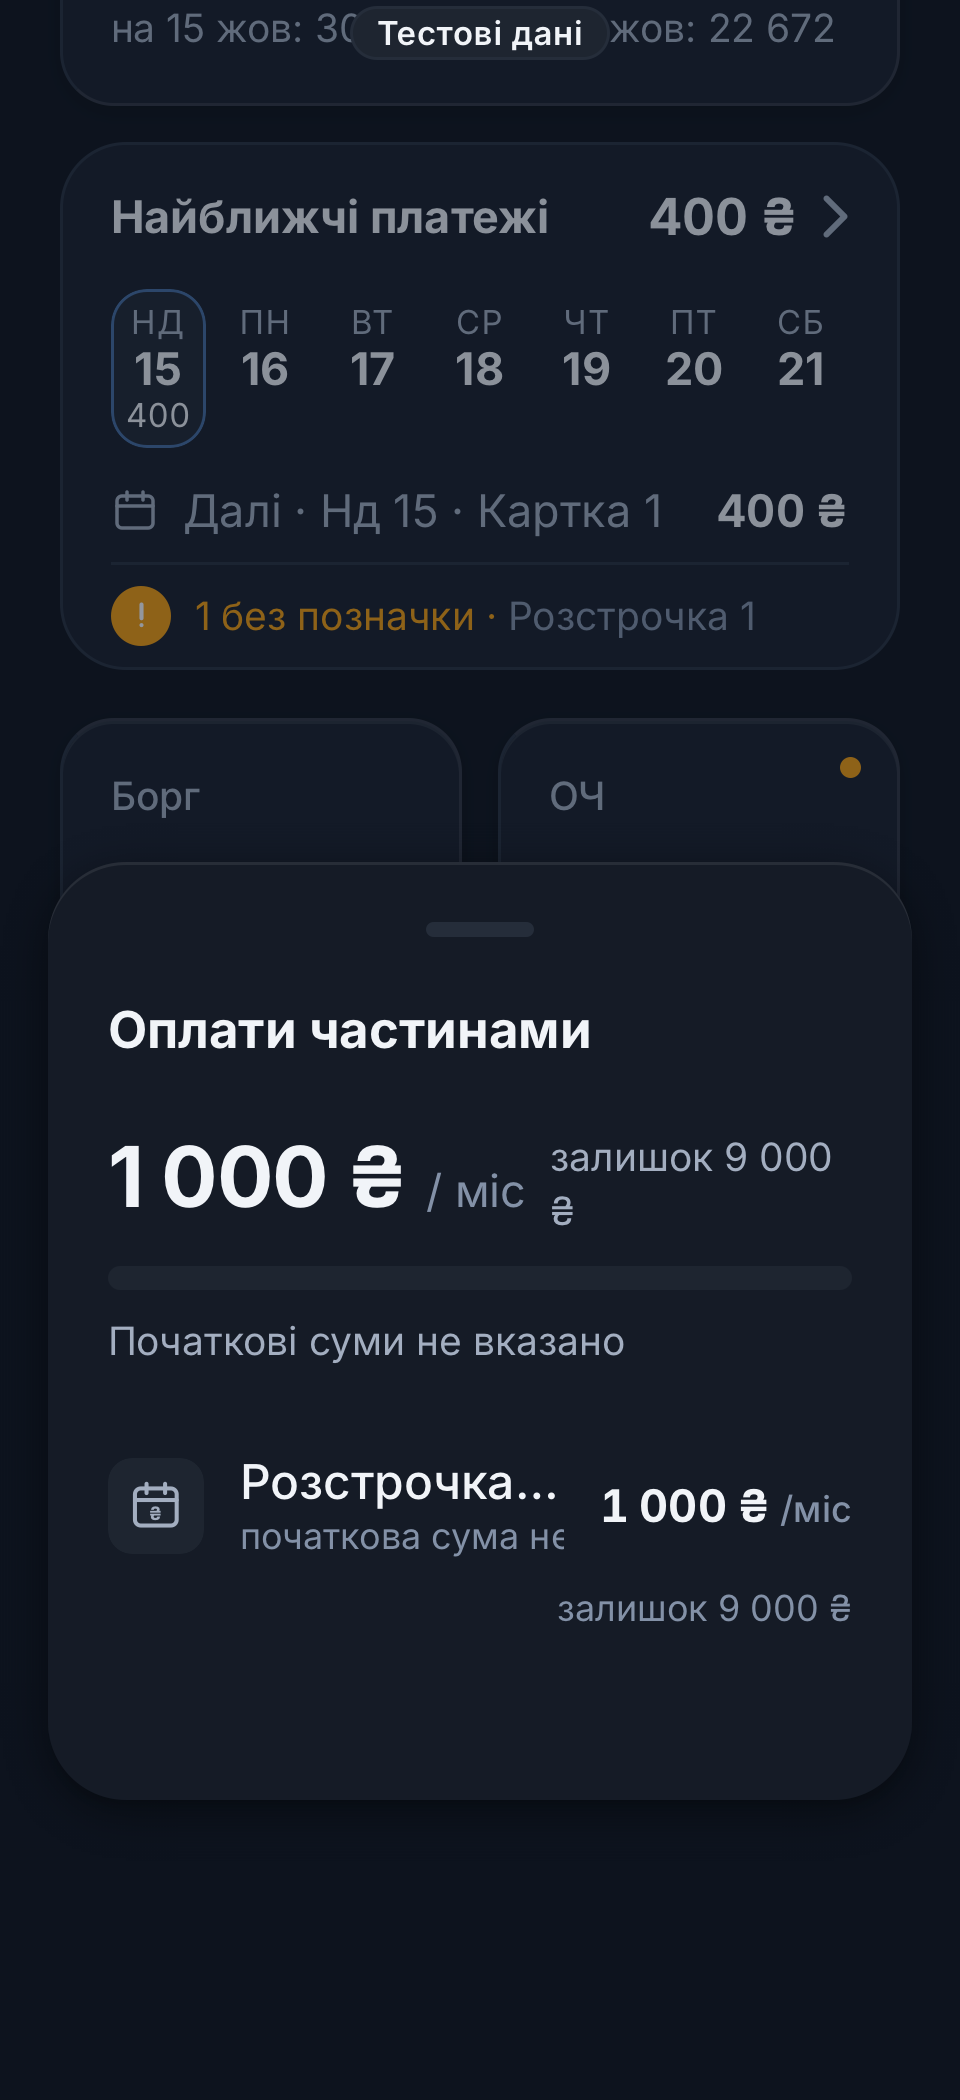 на 15 жов: 30
Тестові дані
жов: 22 672
Найближчі платежі 400 ₴
НД ПН ВТ СР ЧТ ПТ СБ
15 16 17 18 19 20 21
400
Далі · Нд 15 · Картка 1 400 ₴
! 1 без позначки · Розстрочка 1
Борг ОЧ
Оплати частинами
1 000 ₴ / міс залишок 9 000
₴
Початкові суми не вказано
Розстрочка... 1 000 ₴ /міс
початкова сума не
залишок 9 000 ₴